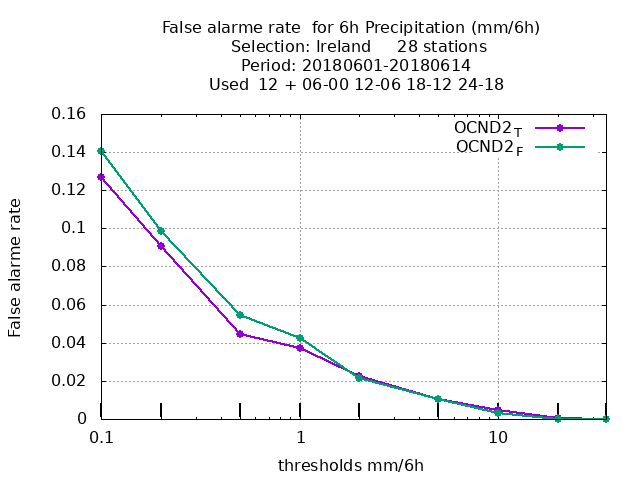 False alarme rate  for 6h Precipitation (mm/6h)
Selection: Ireland     28 stations
Period: 20180601-20180614
Used  12 + 06-00 12-06 18-12 24-18
OCND2T
OCND2F
0.16
0.14
0.12
0.1
0.08
0.06
0.04
0.02
0
False alarme rate
0.1
1
10
thresholds mm/6h